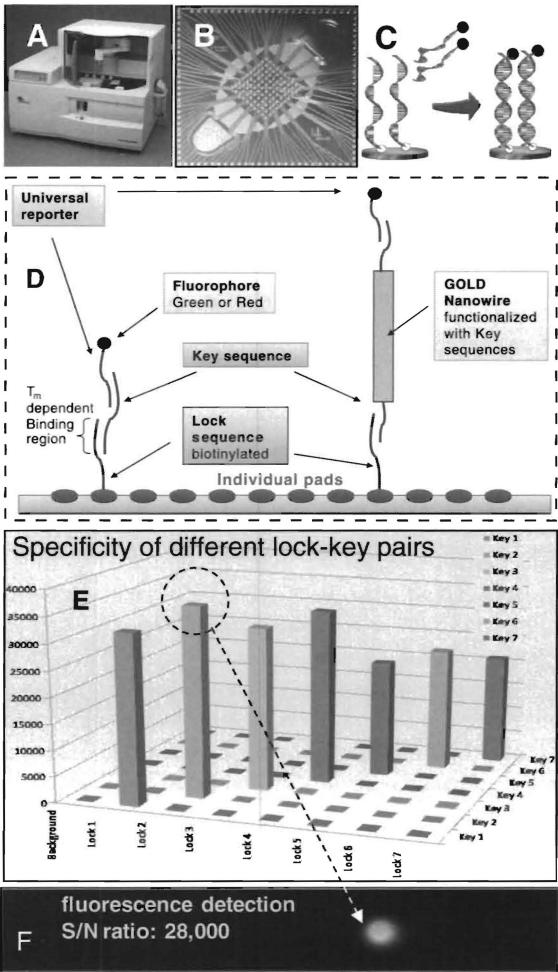 A
B
C
Universal
reporter
D
Fluorophore
Green or Red
GOLD
Nanowire
functionalized
with Key
sequences
Key sequence
Tm
dependent
Binding
region
Lock
sequence
biotinylated
Individual pads
Specificity of different lock-key pairs
E
Key 1
Key 2
Key 3
Key 4
Key 5
Key 6
Key 7
40000
35000
30000
25000
20000
15000
10000
5000
0
Background
Lock 1
Lock 2
Lock 3
Lock 4
Lock 5
Lock 6
Lock 7
Key 7
Key 6
Key 5
Key 4
Key 3
Key 2
Key 1
fluorescence detection
S/N ratio: 28,000
F